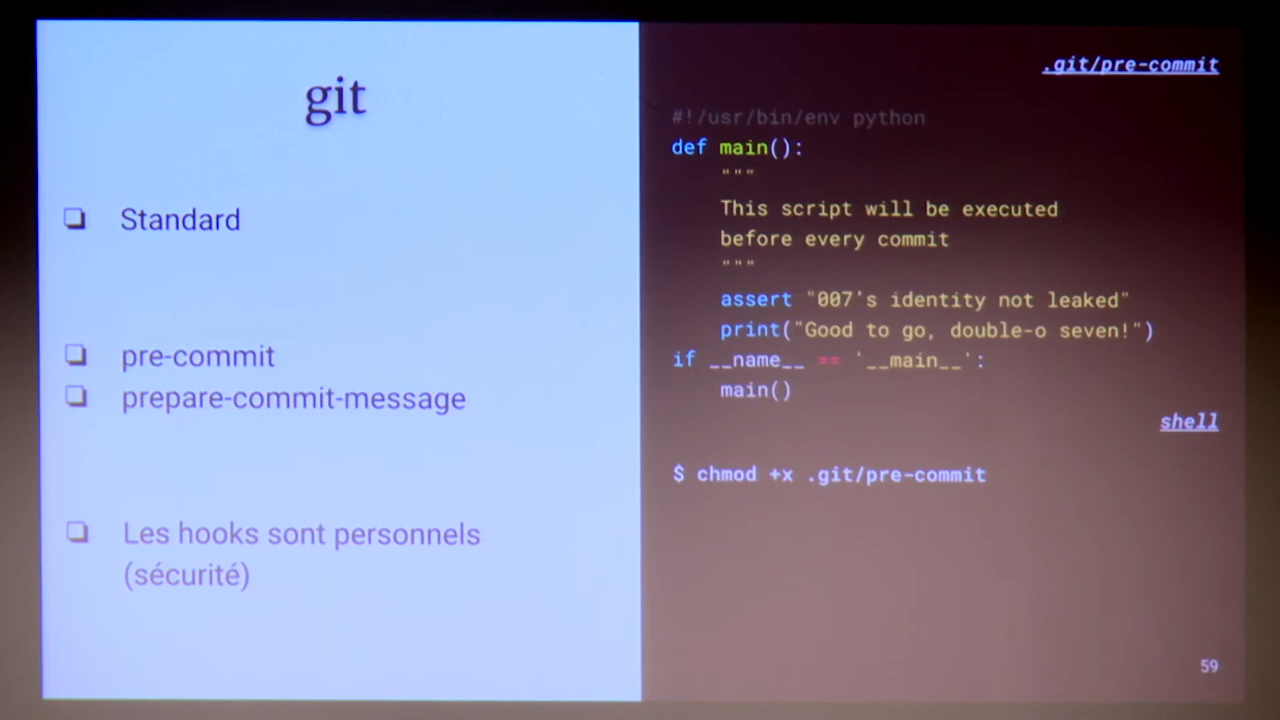 git
Standard
pre-commit
prepare-commit-message
Les hooks sont personnels
(sécurité)
.git/pre-commit
#!/usr/bin/env python
def main():
"""
This script will be executed
before every commit
"""
assert "007's identity not leaked"
print("Good to go, double-o seven!")
if __name__ == '__main__':
main()
shell
$ chmod +x .git/pre-commit
59